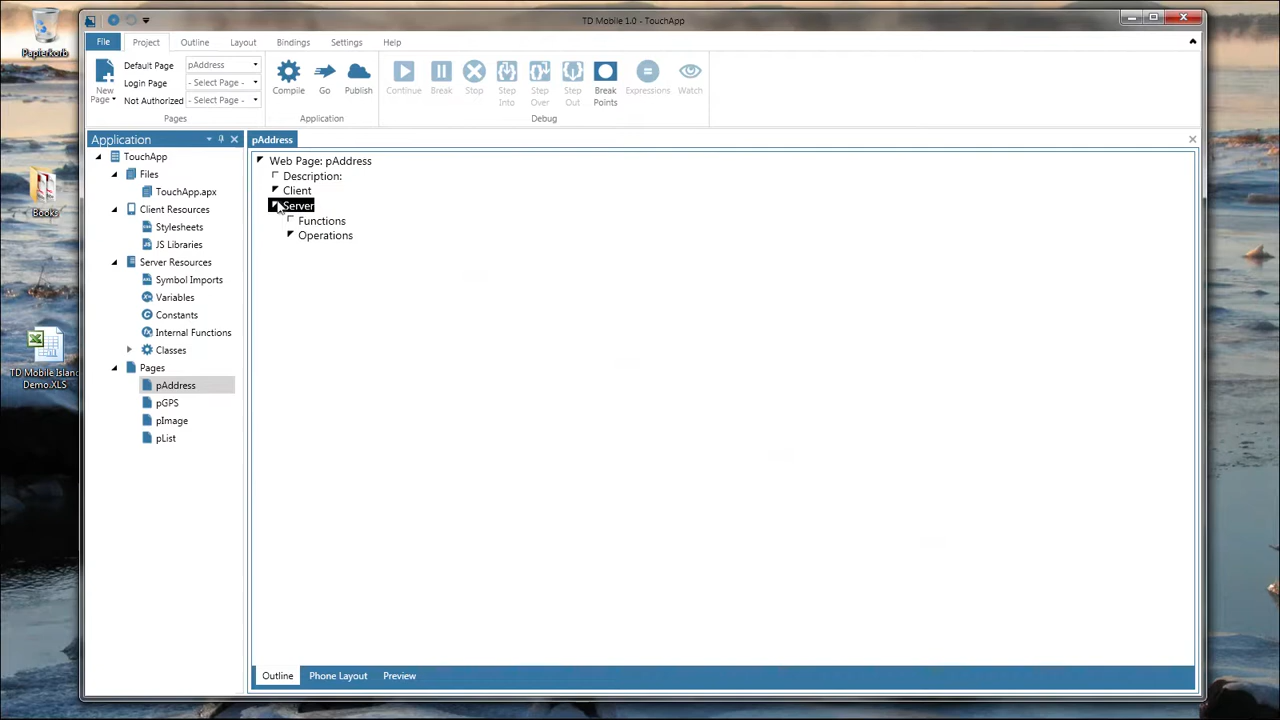 Papierkorb
Books
TD Mobile Island
Demo.XLS
TD Mobile 1.0 - TouchApp
File
Project
Outline
Layout
Bindings
Settings
Help
New
Page
Default Page
pAddress
Login Page
- Select Page -
Not Authorized
- Select Page -
Pages
Compile
Go
Publish
Application
Continue
Break
Stop
Step
Into
Step
Over
Step
Out
Break
Points
Expressions
Watch
Debug
Application
TouchApp
Files
TouchApp.apx
Client Resources
Stylesheets
JS Libraries
Server Resources
Symbol Imports
Variables
Constants
Internal Functions
Classes
Pages
pAddress
pGPS
pImage
pList
pAddress
Web Page: pAddress
Description:
Client
Server
Functions
Operations
Outline
Phone Layout
Preview